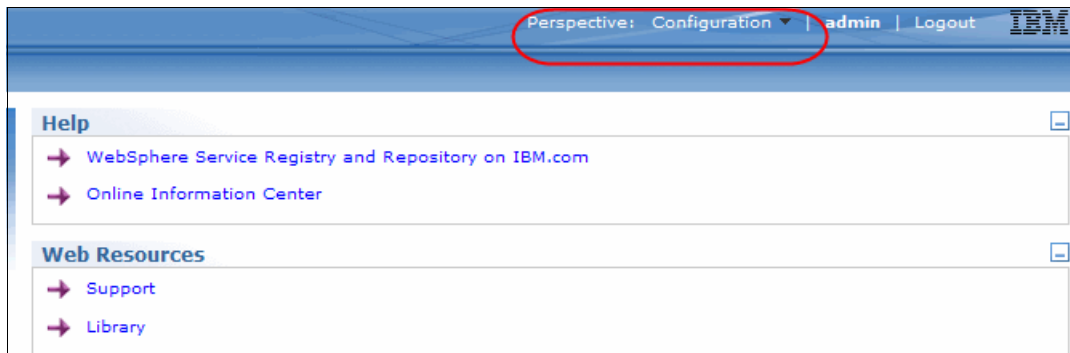 Perspective: Configuration | admin | Logout IBM
Help
WebSphere Service Registry and Repository on IBM.com
Online Information Center
Web Resources
Support
Library